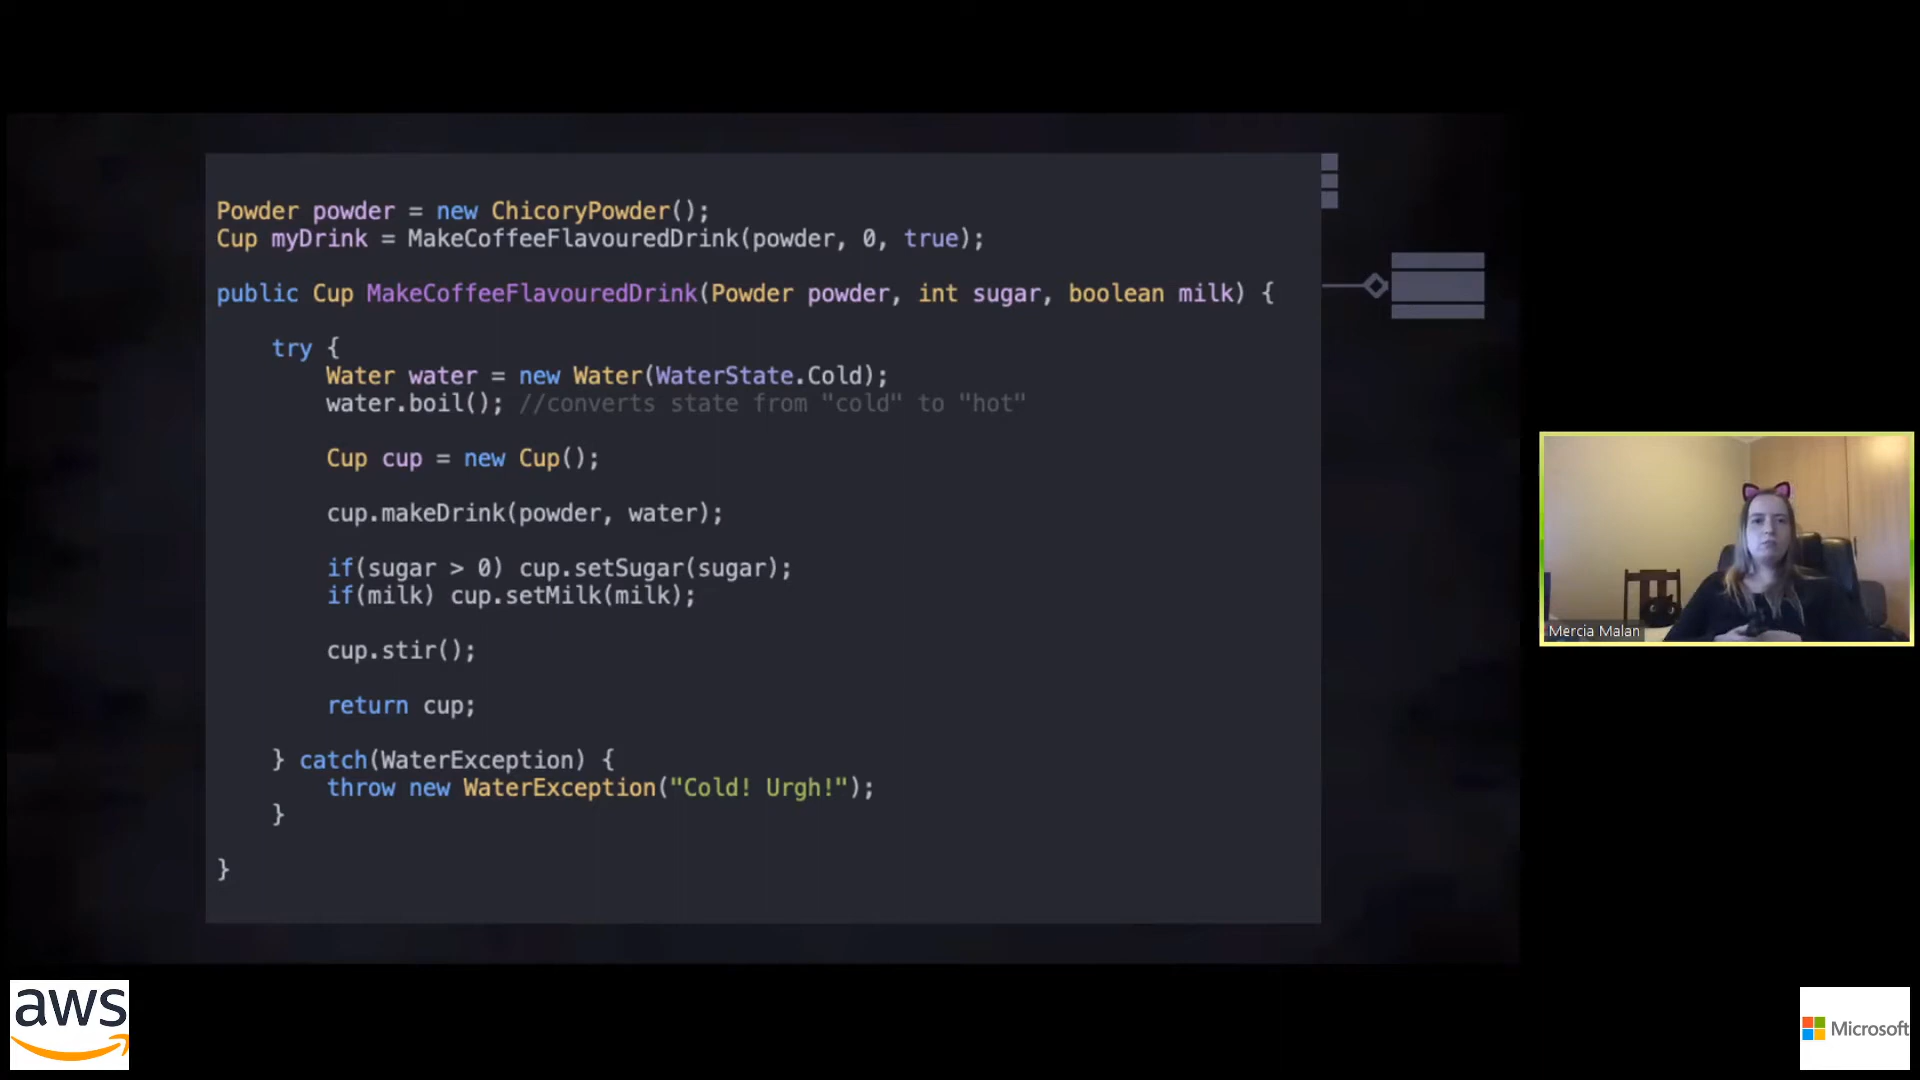 Powder powder = new ChicoryPowder();
Cup myDrink = MakeCoffeeFlavouredDrink(powder, 0, true);
public Cup MakeCoffeeFlavouredDrink(Powder powder, int sugar, boolean milk) {
try {
Water water = new Water(WaterState.Cold);
water.boil(); //converts state from "cold" to "hot"
Cup cup = new Cup();
cup.makeDrink(powder, water);
if(sugar > 0) cup.setSugar(sugar);
if(milk) cup.setMilk(milk);
cup.stir();
return cup;
} catch(WaterException) {
throw new WaterException("Cold! Urgh!");
}
}
Mercia Malan
aws
Microsoft